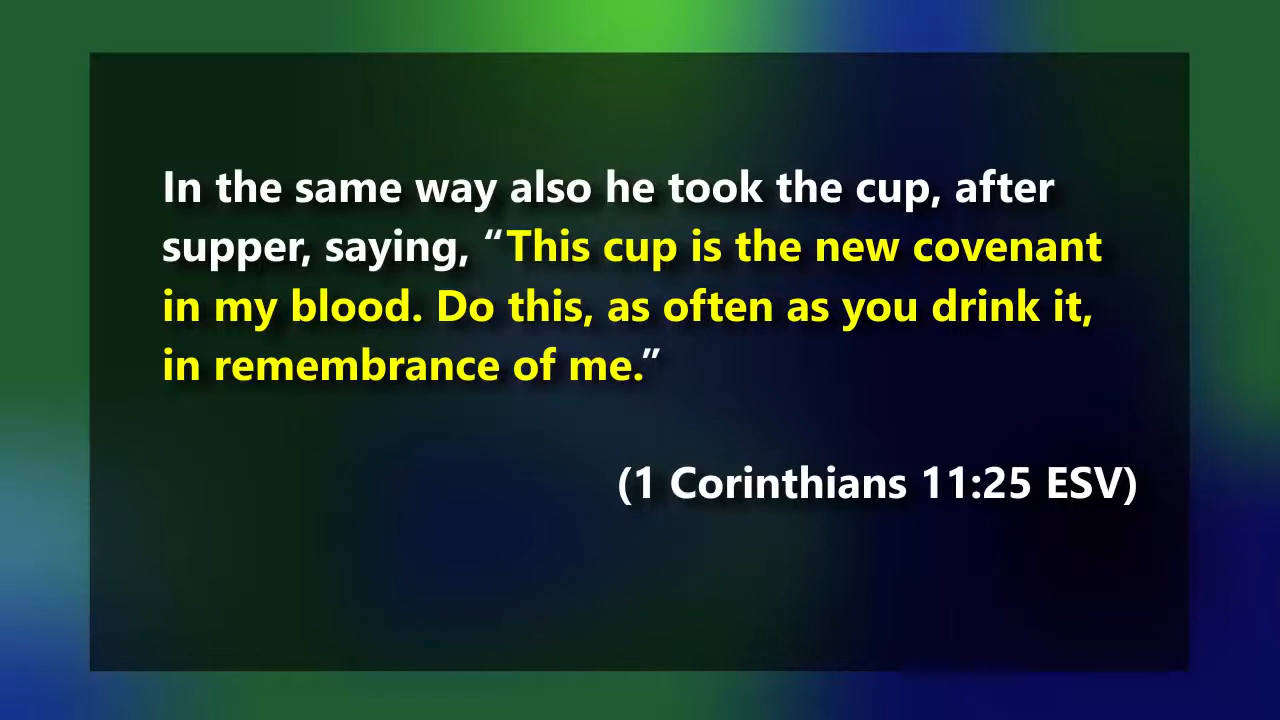 In the same way also he took the cup, after
supper, saying, “This cup is the new covenant
in my blood. Do this, as often as you drink it,
in remembrance of me.”
(1 Corinthians 11:25 ESV)